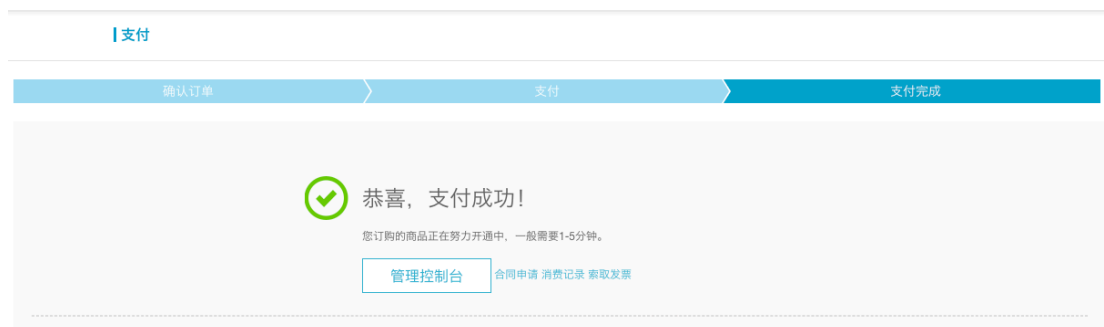 支付
确认订单 支付 支付完成
恭喜，支付成功！
您订购的商品正在努力开通中，一般需要1-5分钟。
管理控制台 合同申请 消费记录 索取发票